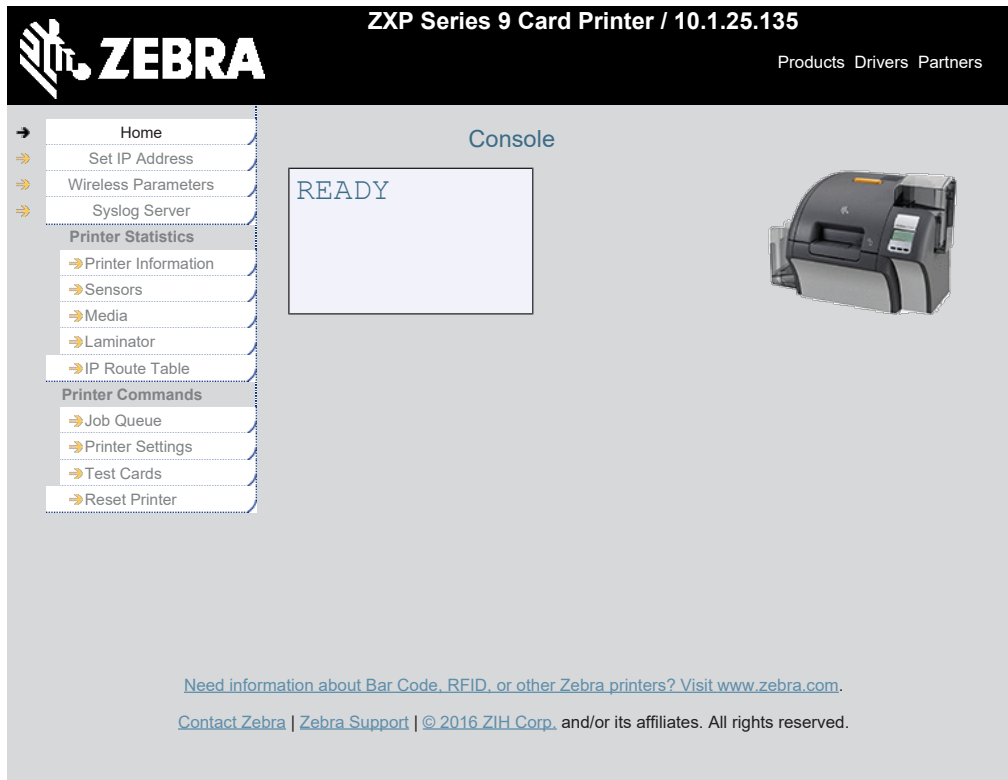 ZXP Series 9 Card Printer / 10.1.25.135
ZEBRA
Products Drivers Partners
Home
Set IP Address
Wireless Parameters
Syslog Server
Printer Statistics
Printer Information
Sensors
Media
Laminator
IP Route Table
Printer Commands
Job Queue
Printer Settings
Test Cards
Reset Printer
Console
READY
Need information about Bar Code, RFID, or other Zebra printers? Visit www.zebra.com.
Contact Zebra | Zebra Support | © 2016 ZIH Corp. and/or its affiliates. All rights reserved.